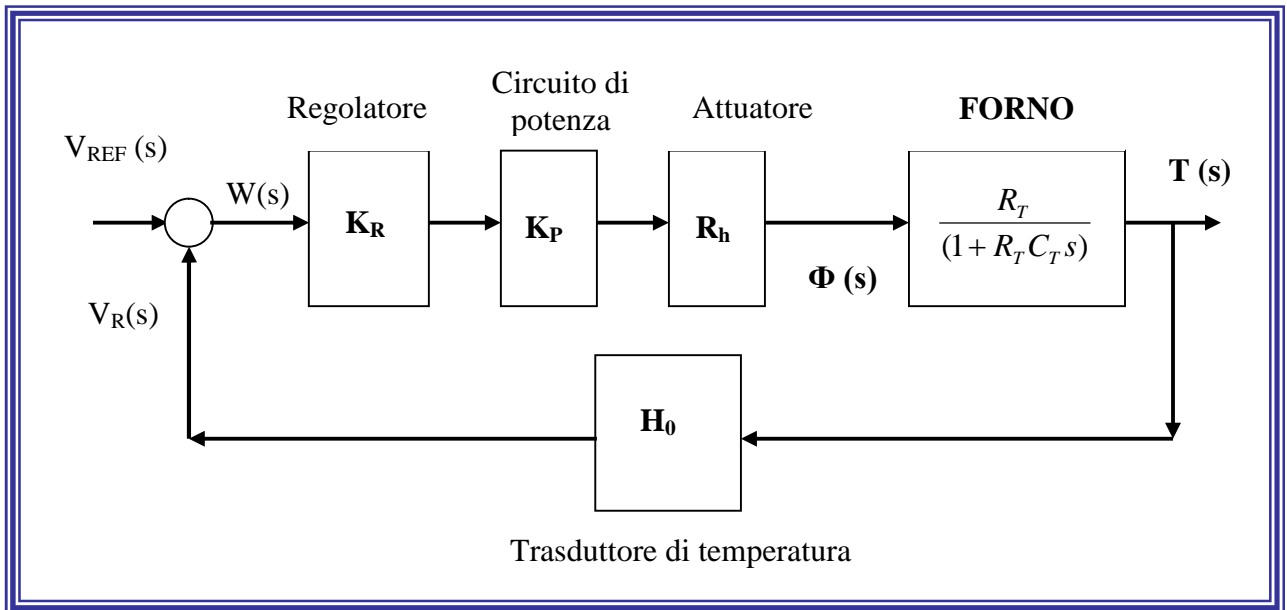 Regolatore
Circuito di
potenza
Attuatore
FORNO
V_REF (s)
W(s)
K_R
K_P
R_h
R_T
(1 + R_T C_T s)
T (s)
Φ (s)
V_R(s)
H_0
Trasduttore di temperatura